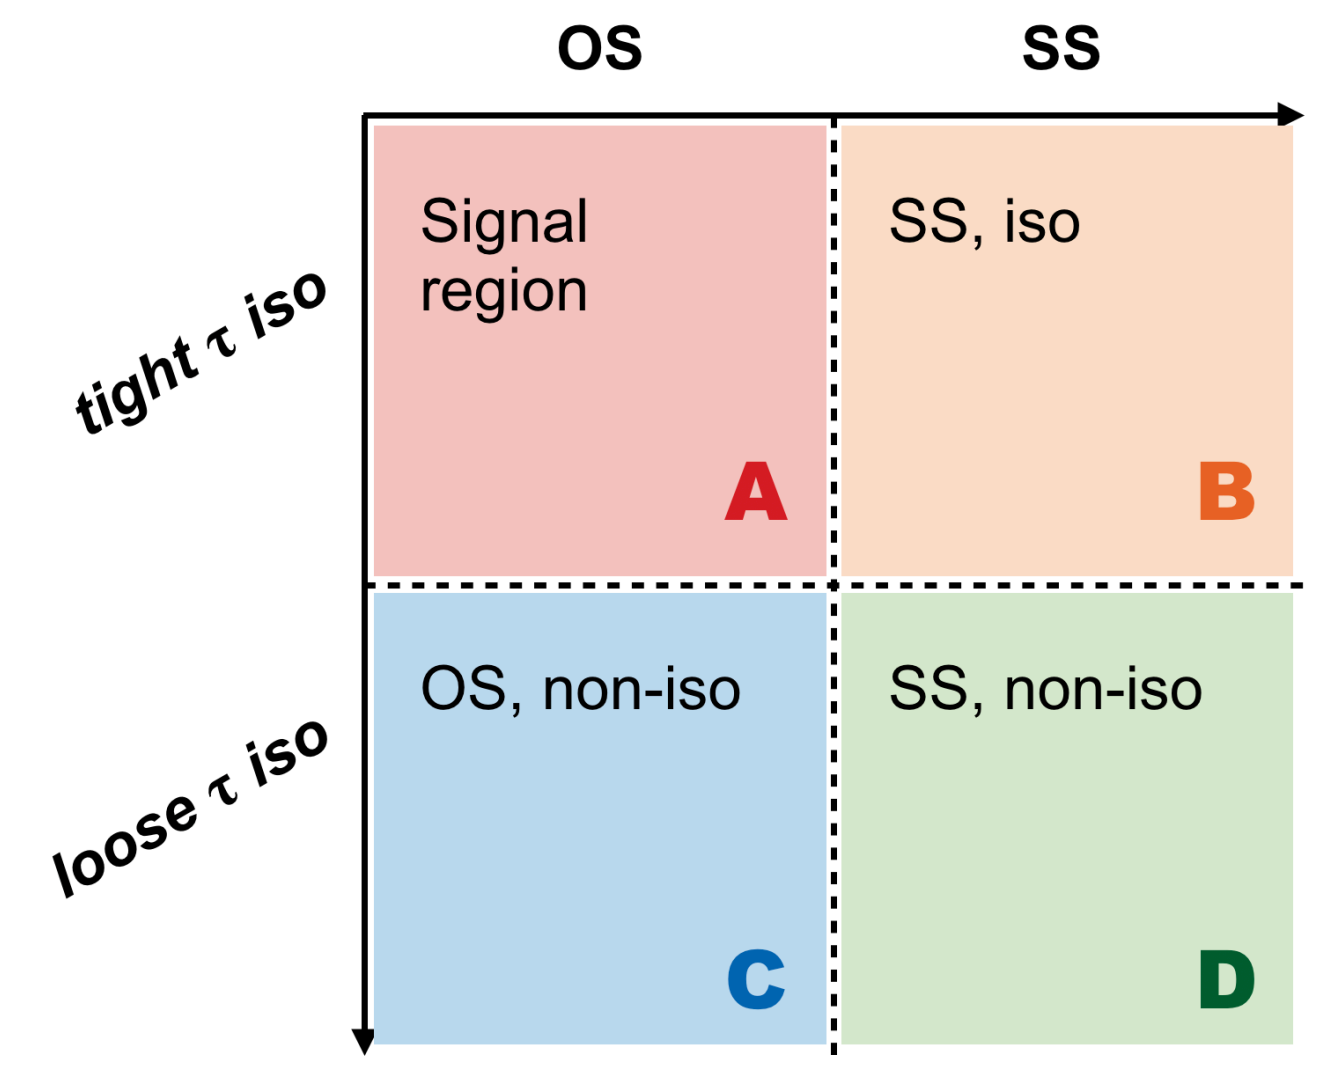 OS
SS
tight τ iso
Signal
region
A
SS, iso
B
loose τ iso
OS, non-iso
C
SS, non-iso
D